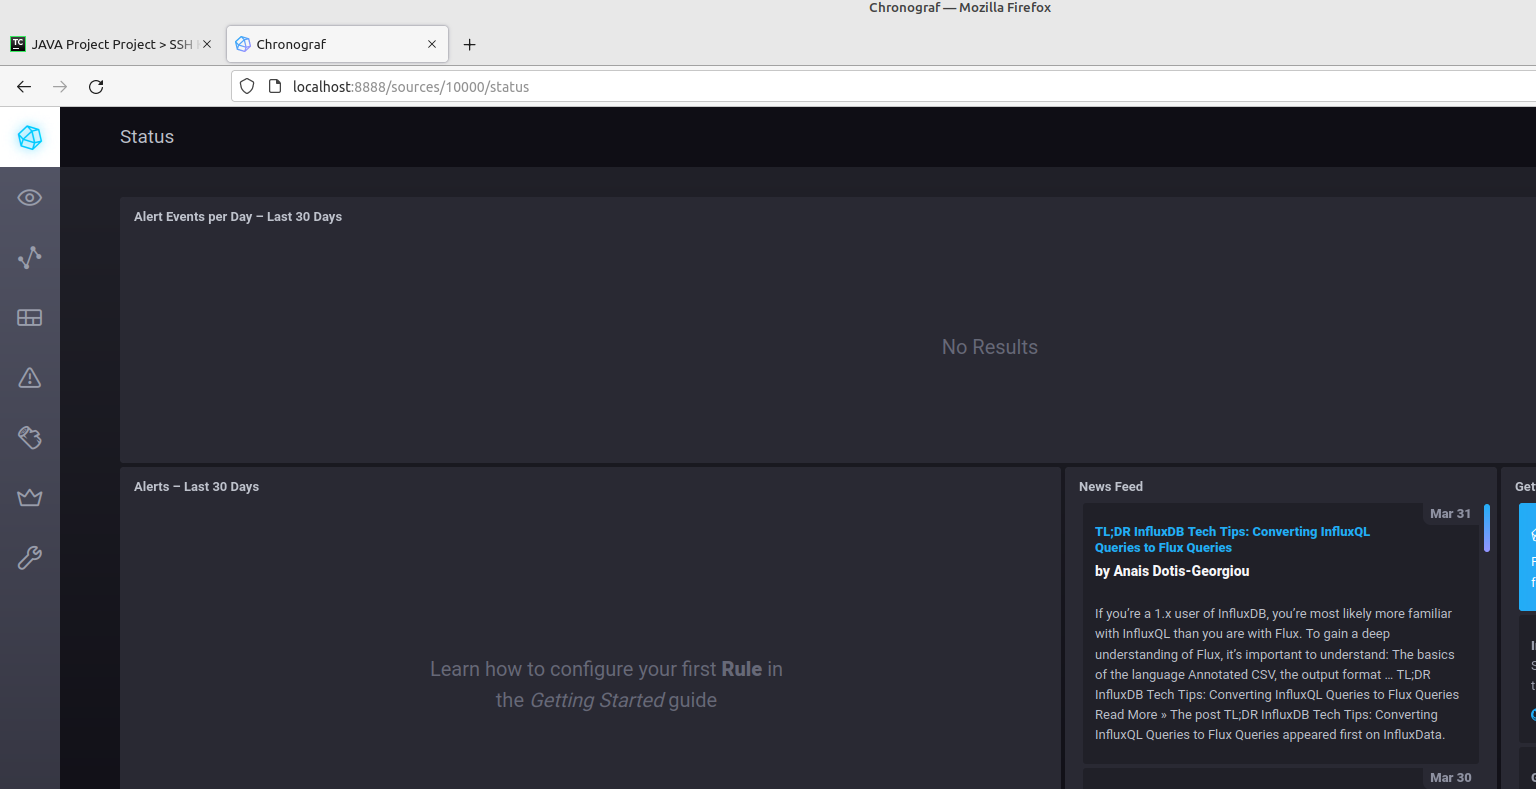 Chronograf — Mozilla Firefox
TC
JAVA Project Project > SSH
Chronograf
localhost:8888/sources/10000/status
Status
Alert Events per Day – Last 30 Days
No Results
Alerts – Last 30 Days
Learn how to configure your first Rule in
the Getting Started guide
News Feed
Mar 31
TL;DR InfluxDB Tech Tips: Converting InfluxQL
Queries to Flux Queries
by Anais Dotis-Georgiou
If you’re a 1.x user of InfluxDB, you’re most likely more familiar
with InfluxQL than you are with Flux. To gain a deep
understanding of Flux, it’s important to understand: The basics
of the language Annotated CSV, the output format … TL;DR
InfluxDB Tech Tips: Converting InfluxQL Queries to Flux Queries
Read More » The post TL;DR InfluxDB Tech Tips: Converting
InfluxQL Queries to Flux Queries appeared first on InfluxData.
Mar 30